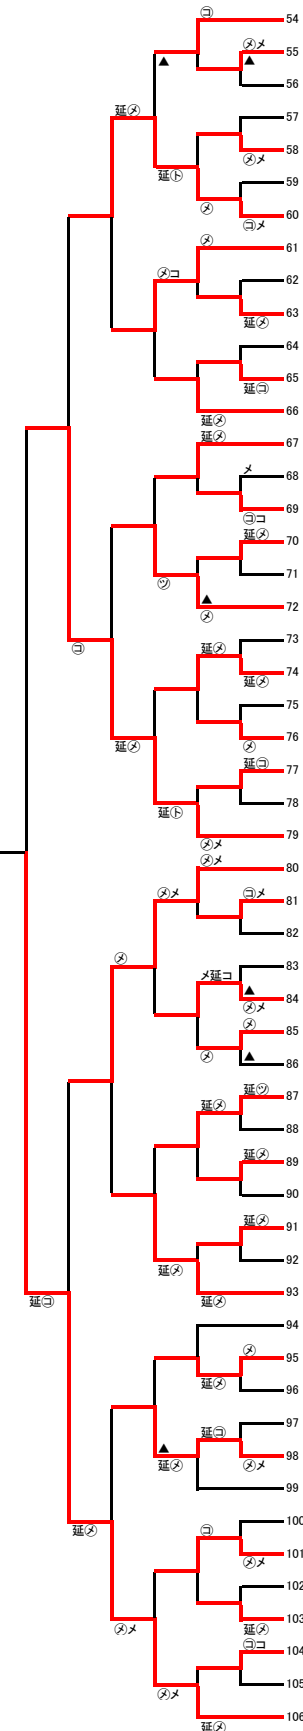 ㋙ 54
㋱メ 55
▲ ▲
56
延㋱ 57
58
延㋣ ㋱メ
59
㋱ 60
㋙メ
㋱ 61
㋱コ 62
63
延㋱
64
65
延㋙
66
延㋱
延㋱ 67
メ 68
69
㋙コ
延㋱ 70
71
㋡ ▲ 72
㋱
㋙ 延㋱ 73
74
延㋱
75
延㋱ 76
㋱
延㋙ 77
78
延㋣
79
㋱メ
㋱メ 80
㋱メ ㋙メ 81
82
㋱ 83
メ延コ ▲ 84
㋱メ
㋱ 85
㋱ ▲ 86
延㋡ 87
延㋱ 88
延㋱ 89
90
延㋱ 91
92
延㋱ 93
延㋙ 延㋱
94
㋱ 95
延㋱ 96
延㋙ 97
▲ 98
延㋱ ㋱メ
99
延㋱ ㋙ 100
101
㋱メ
102
103
㋱メ 延㋱
㋙コ 104
㋱メ 105
106
延㋱